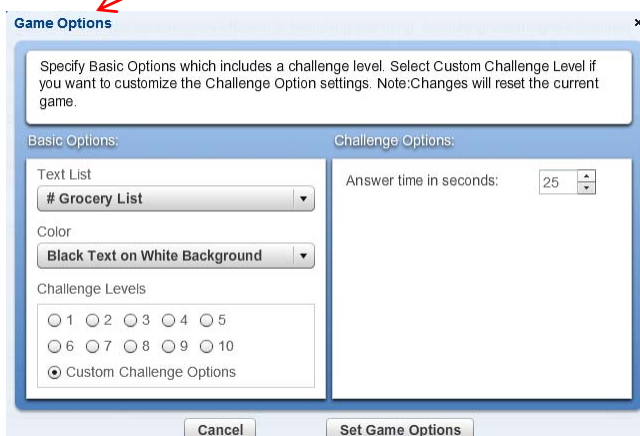 Game Options
Specify Basic Options which includes a challenge level. Select Custom Challenge Level if
you want to customize the Challenge Option settings. Note:Changes will reset the current
game.
Basic Options:
Text List
# Grocery List
Color
Black Text on White Background
Challenge Levels
1 2 3 4 5
6 7 8 9 10
Custom Challenge Options
Challenge Options:
Answer time in seconds: 25
Cancel Set Game Options